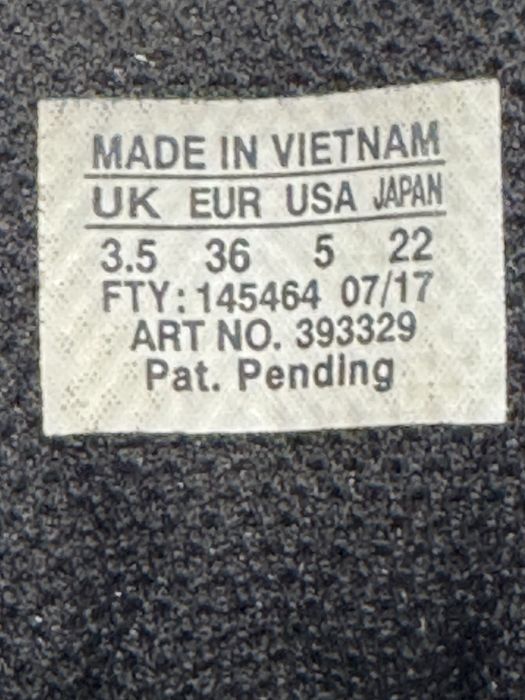 MADE IN VIETNAM
UK EUR USA JAPAN
3.5 36 5 22
FTY: 145464 07/17
ART NO. 393329
Pat. Pending